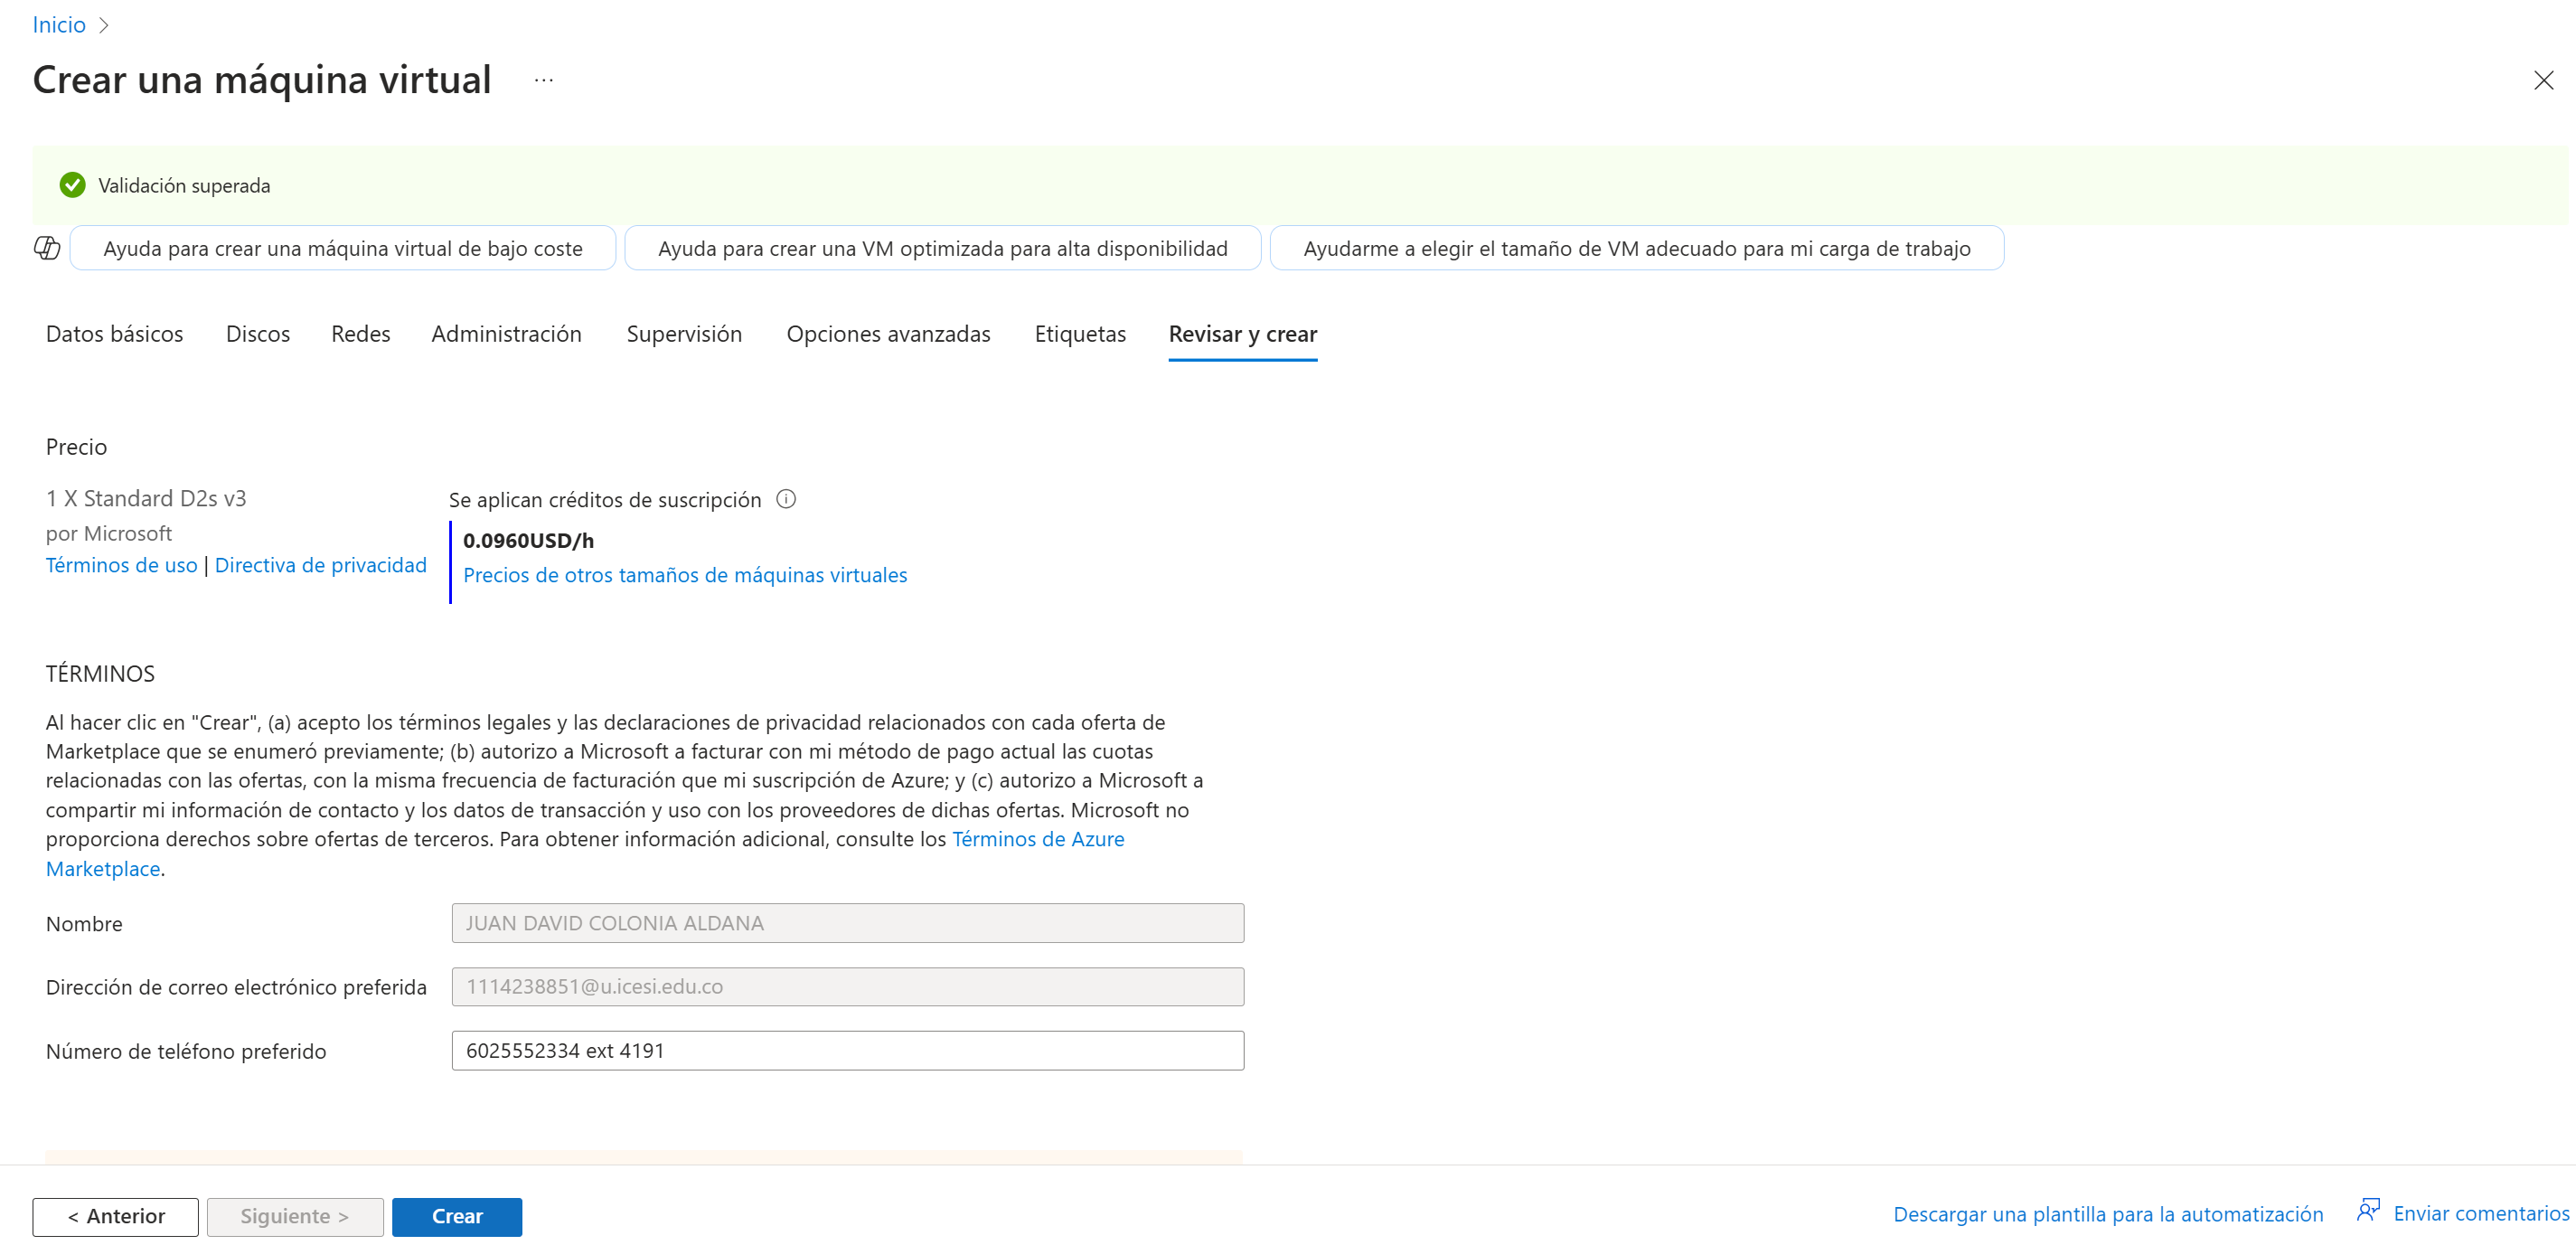 Inicio
Crear una máquina virtual ...
Validación superada
Ayuda para crear una máquina virtual de bajo coste
Ayuda para crear una VM optimizada para alta disponibilidad
Ayudarme a elegir el tamaño de VM adecuado para mi carga de trabajo
Datos básicos Discos Redes Administración Supervisión Opciones avanzadas Etiquetas Revisar y crear
Precio
1 X Standard D2s v3
por Microsoft
Términos de uso | Directiva de privacidad
Se aplican créditos de suscripción
0.0960USD/h
Precios de otros tamaños de máquinas virtuales
TÉRMINOS
Al hacer clic en "Crear", (a) acepto los términos legales y las declaraciones de privacidad relacionados con cada oferta de
Marketplace que se enumeró previamente; (b) autorizo a Microsoft a facturar con mi método de pago actual las cuotas
relacionadas con las ofertas, con la misma frecuencia de facturación que mi suscripción de Azure; y (c) autorizo a Microsoft a
compartir mi información de contacto y los datos de transacción y uso con los proveedores de dichas ofertas. Microsoft no
proporciona derechos sobre ofertas de terceros. Para obtener información adicional, consulte los Términos de Azure
Marketplace.
Nombre JUAN DAVID COLONIA ALDANA
Dirección de correo electrónico preferida 1114238851@u.icesi.edu.co
Número de teléfono preferido 6025552334 ext 4191
< Anterior Siguiente > Crear
Descargar una plantilla para la automatización Enviar comentarios